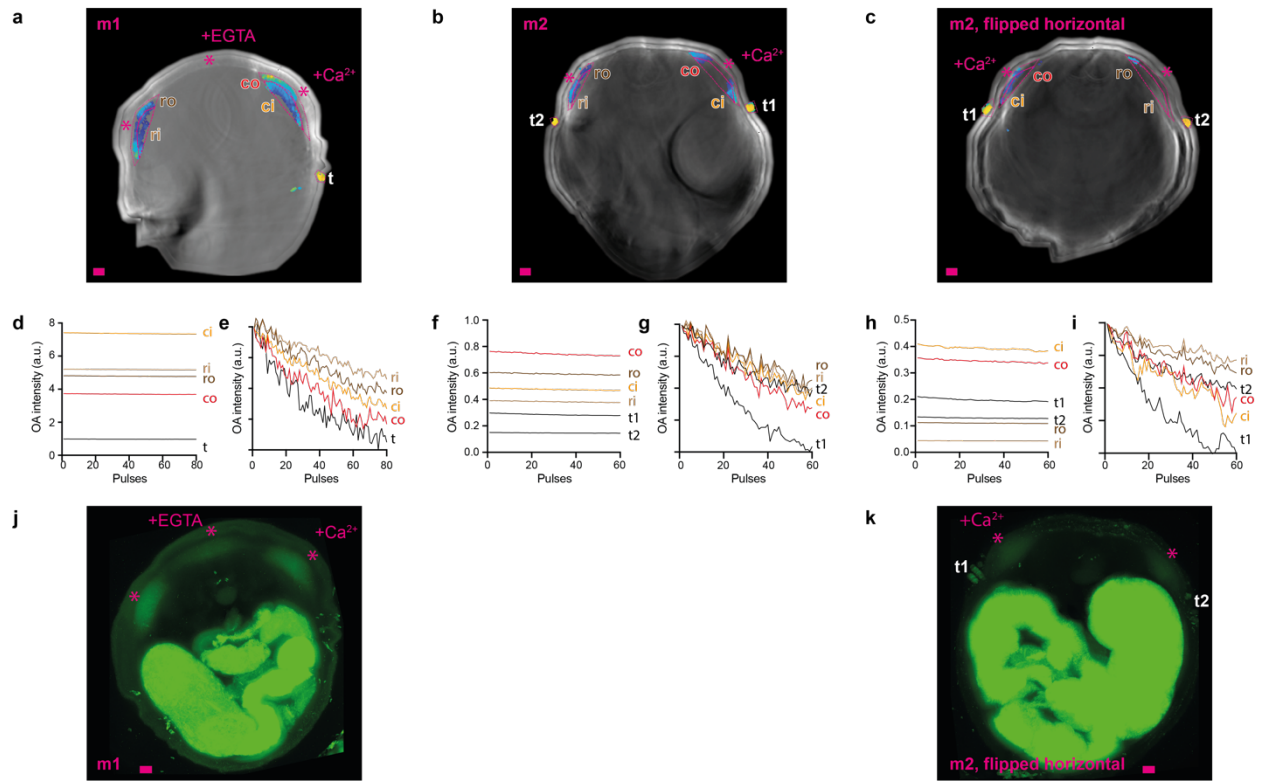 a
m1
+EGTA
*
+Ca²⁺
*
*
co
ro
ci
ri
t
b
m2
co
+Ca²⁺
*
*
ro
ri
ci
t2
t1
c
m2, flipped horizontal
+Ca²⁺
*
*
co
ro
ci
ri
t1
t2
d
OA intensity (a.u.)
8
6
4
2
0
ci
ri
ro
co
t
0 20 40 60 80
Pulses
e
OA intensity (a.u.)
ri
ro
ci
co
t
0 20 40 60 80
Pulses
f
OA intensity (a.u.)
1.0
0.8
0.6
0.4
0.2
0.0
co
ro
ci
ri
t1
t2
0 20 40 60
Pulses
g
OA intensity (a.u.)
ro
ri
t2
ci
co
t1
0 20 40 60
Pulses
h
OA intensity (a.u.)
0.5
0.4
0.3
0.2
0.1
0.0
ci
co
t1
t2
ro
ri
0 20 40 60
Pulses
i
OA intensity (a.u.)
ri
ro
t2
co
ci
t1
0 20 40 60
Pulses
j
+EGTA
*
+Ca²⁺
*
*
m1
k
+Ca²⁺
*
*
t1
t2
m2, flipped horizontal